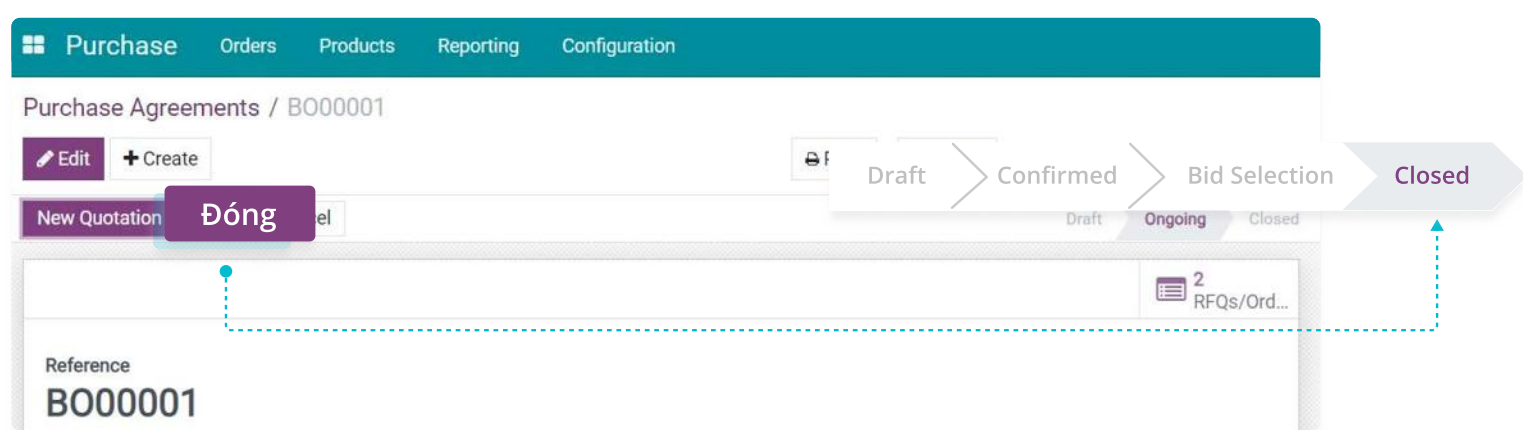 Purchase Orders Products Reporting Configuration
Purchase Agreements / BO00001
Edit Create
Draft Confirmed Bid Selection Closed
New Quotation Đóng
Draft Ongoing Closed
2
RFQs/Ord...
Reference
BO00001